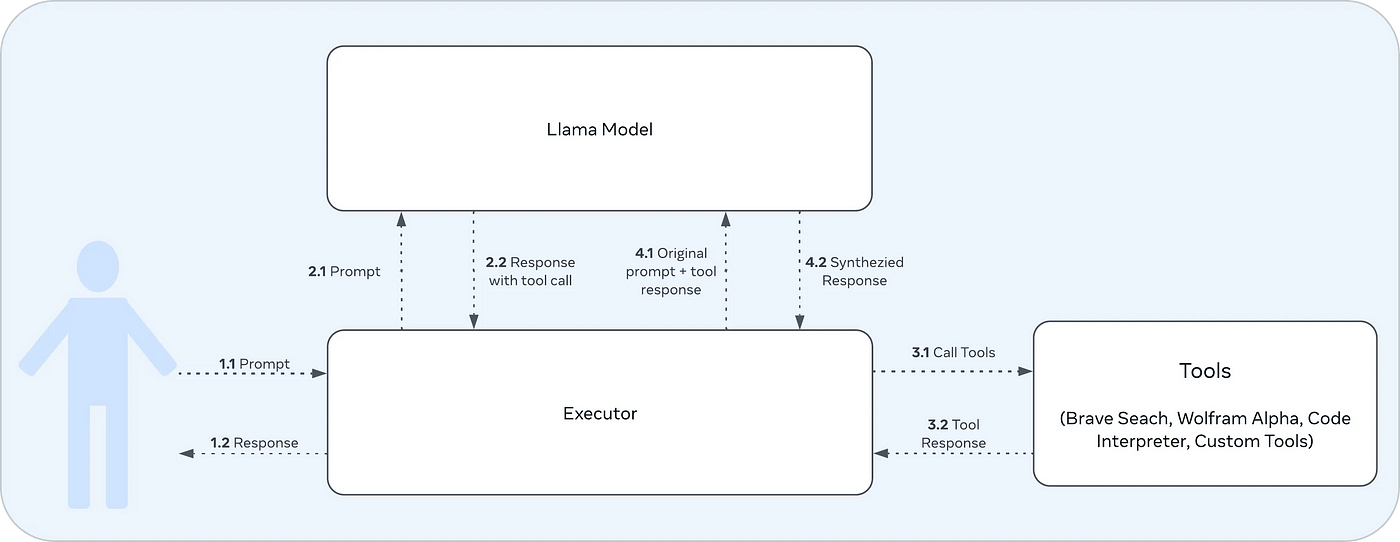 Llama Model
2.1 Prompt
2.2 Response
with tool call
4.1 Original
prompt + tool
response
4.2 Synthezied
Response
1.1 Prompt
1.2 Response
Executor
3.1 Call Tools
3.2 Tool
Response
Tools
(Brave Seach, Wolfram Alpha, Code
Interpreter, Custom Tools)